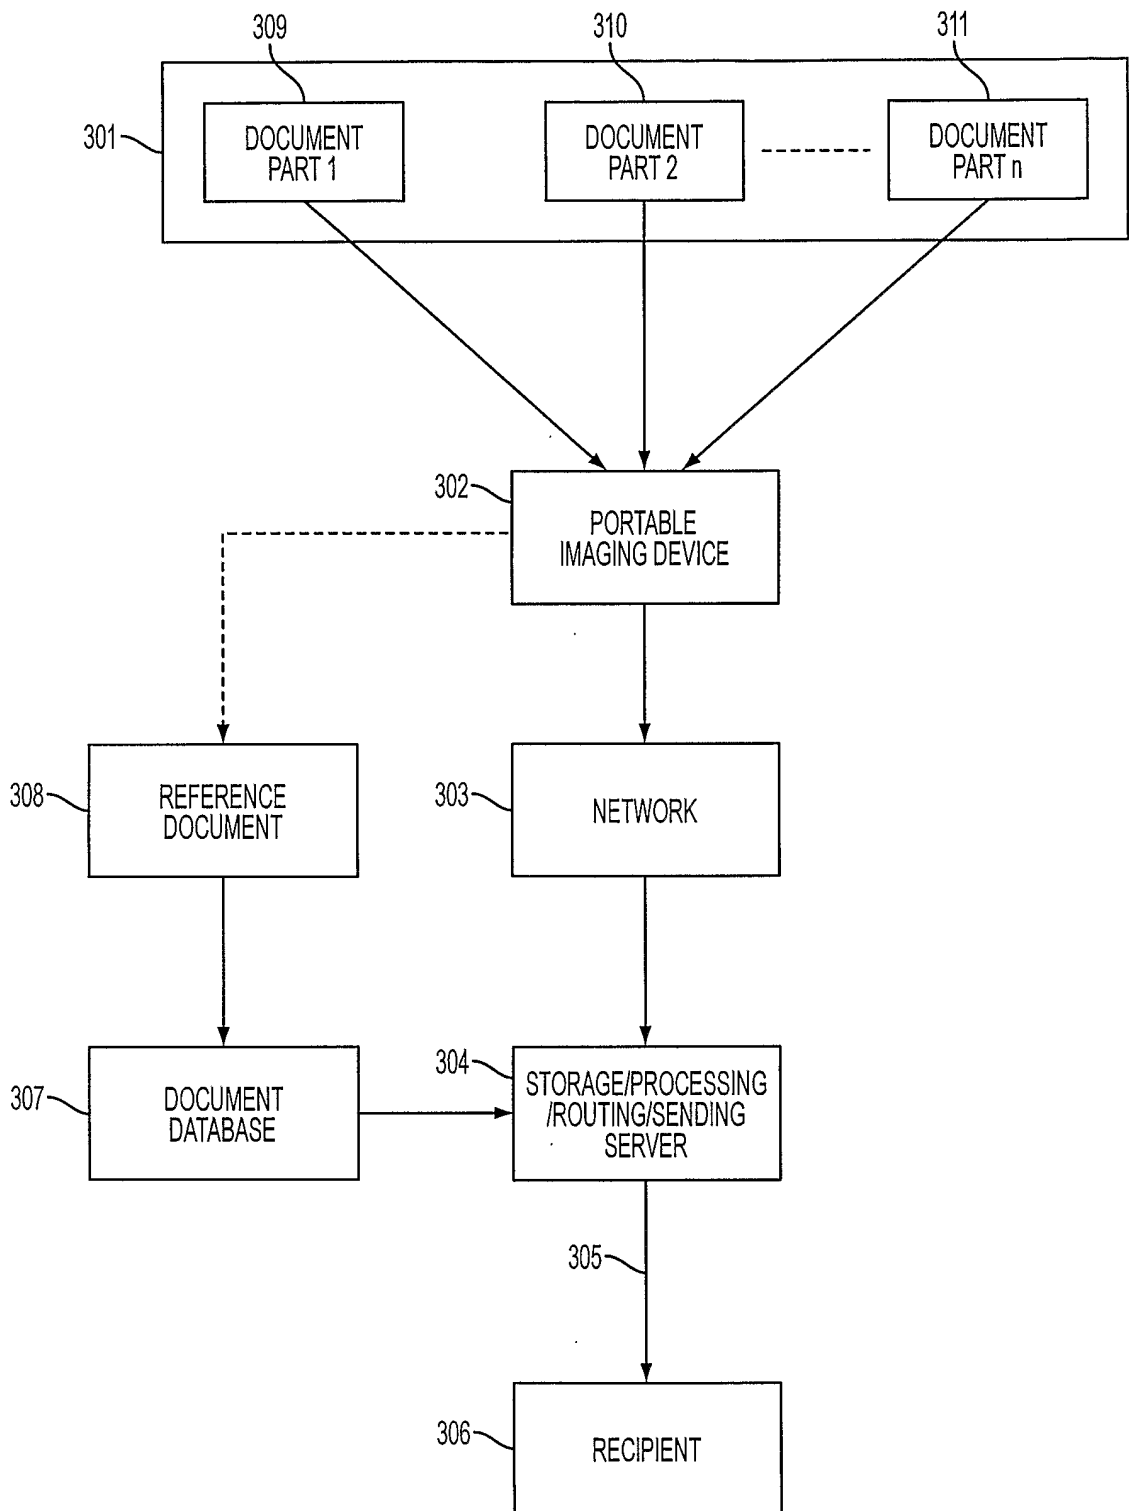 309
310
311
301
DOCUMENT
PART 1
DOCUMENT
PART 2
DOCUMENT
PART n
302
PORTABLE
IMAGING DEVICE
308
REFERENCE
DOCUMENT
303
NETWORK
307
DOCUMENT
DATABASE
304
STORAGE/PROCESSING
/ROUTING/SENDING
SERVER
305
306
RECIPIENT